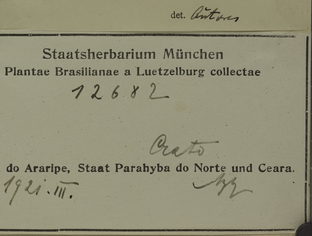 det. Autores
Staatsherbarium München
Plantae Brasilianae a Luetzelburg collectae
12682
Crato
do Araripe, Staat Parahyba do Norte und Ceara.
1921. III.